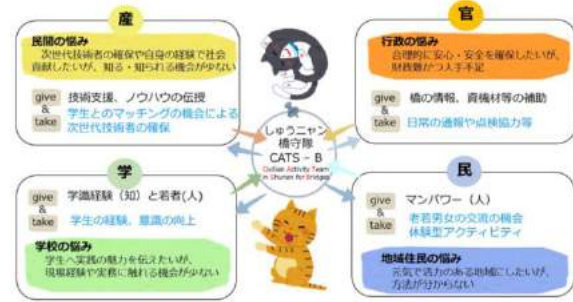 産
民間の悩み
次世代技術者の確保や自身の経験で社会
貢献したいが、知る・知られる機会が少ない
give
&
take
技術支援、ノウハウの伝授
学生とのマッチングの機会による
次世代技術者の確保
官
行政の悩み
合理的に安心・安全を確保したいが、
財政難かつ人手不足
give
&
take
橋の情報、資機材等の補助
日常の通報や点検協力等
しゅうニャン
橋守隊
CATS - B
Civilian Activity Team
in Shunan for Bridges
学
give
&
take
学識経験（知）と若者(人)
学生の経験、意識の向上
学校の悩み
学生へ実践の魅力を伝えたいが、
現場経験や実務に触れる機会が少ない
民
give
&
take
マンパワー（人）
老若男女の交流の機会
体験型アクティビティ
地域住民の悩み
元気で活力のある地域にしたいが、
方法が分からない